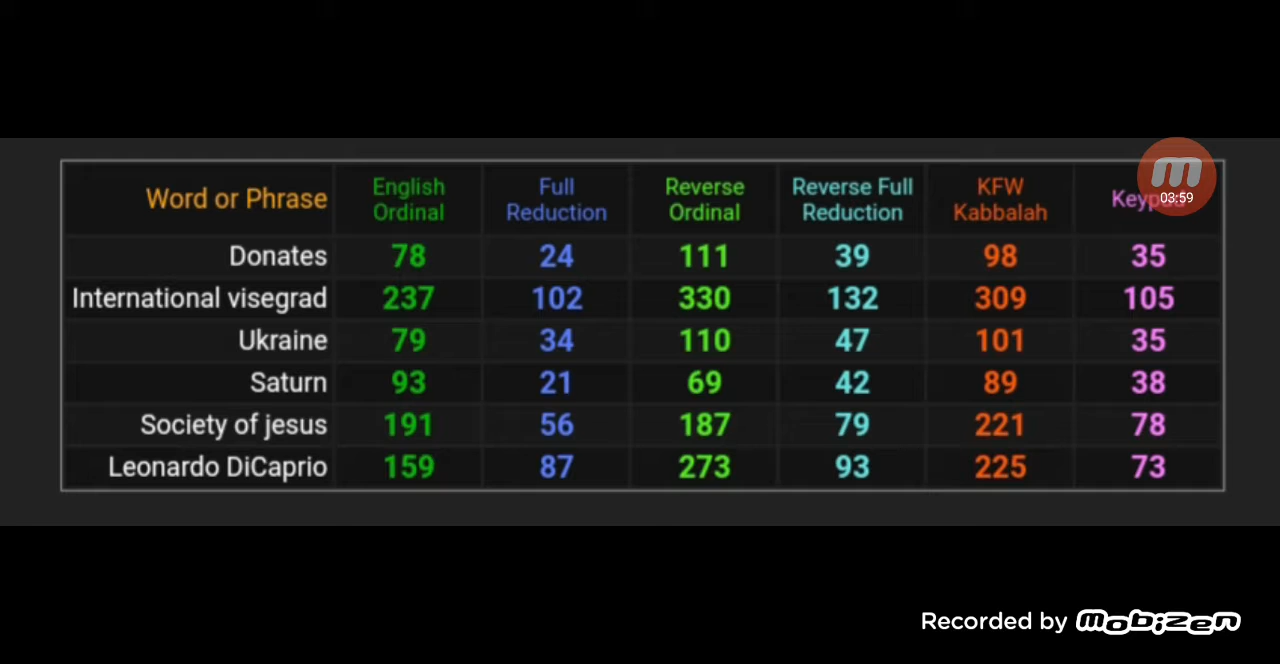 Word or Phrase English Ordinal Full Reduction Reverse Ordinal Reverse Full Reduction KFW Kabbalah
03:59
Donates 78 24 111 39 98 35
International visegrad 237 102 330 132 309 105
Ukraine 79 34 110 47 101 35
Saturn 93 21 69 42 89 38
Society of jesus 191 56 187 79 221 78
Leonardo DiCaprio 159 87 273 93 225 73
Recorded by mobizen